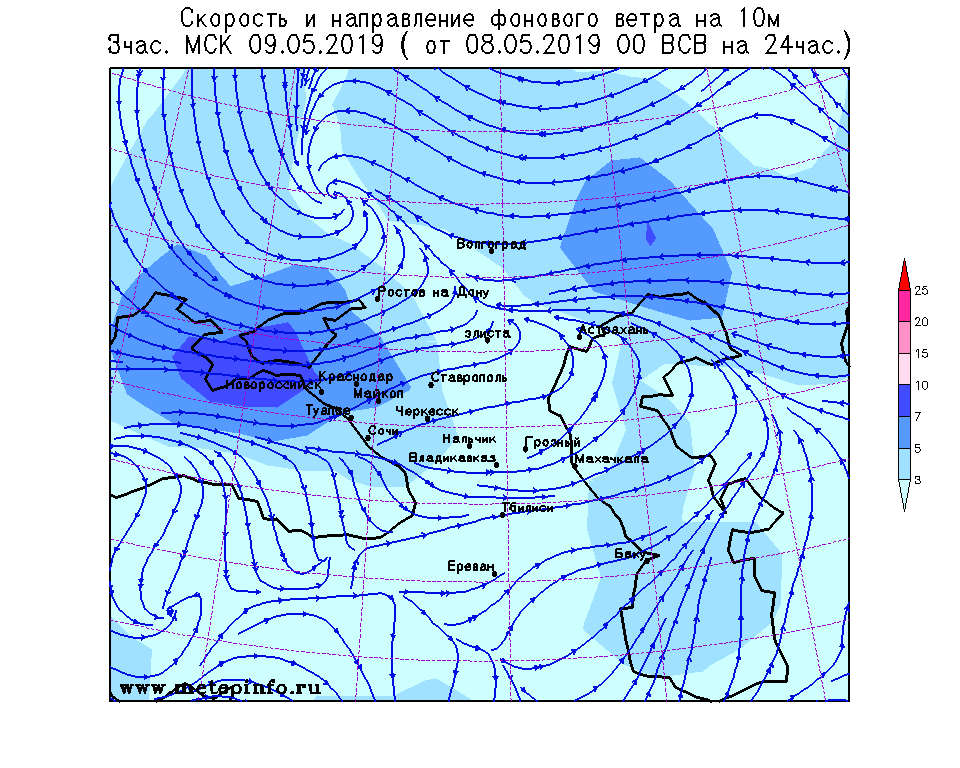 Скорость и направление фонового ветра на 10м
3час. МСК 09.05.2019 ( от 08.05.2019 00 ВСВ на 24час.)
Волгоград
Ростов на Дону
25
20
элиста
Астрахань
15
Новороссийск
Краснодар
Ставрополь
10
Майкоп
Туапсе
Черкесск
7
Сочи
Нальчик
Грозный
5
Владикавказ
Махачкала
3
Тбилиси
Баку
Ереван
www.metepinfo.ru